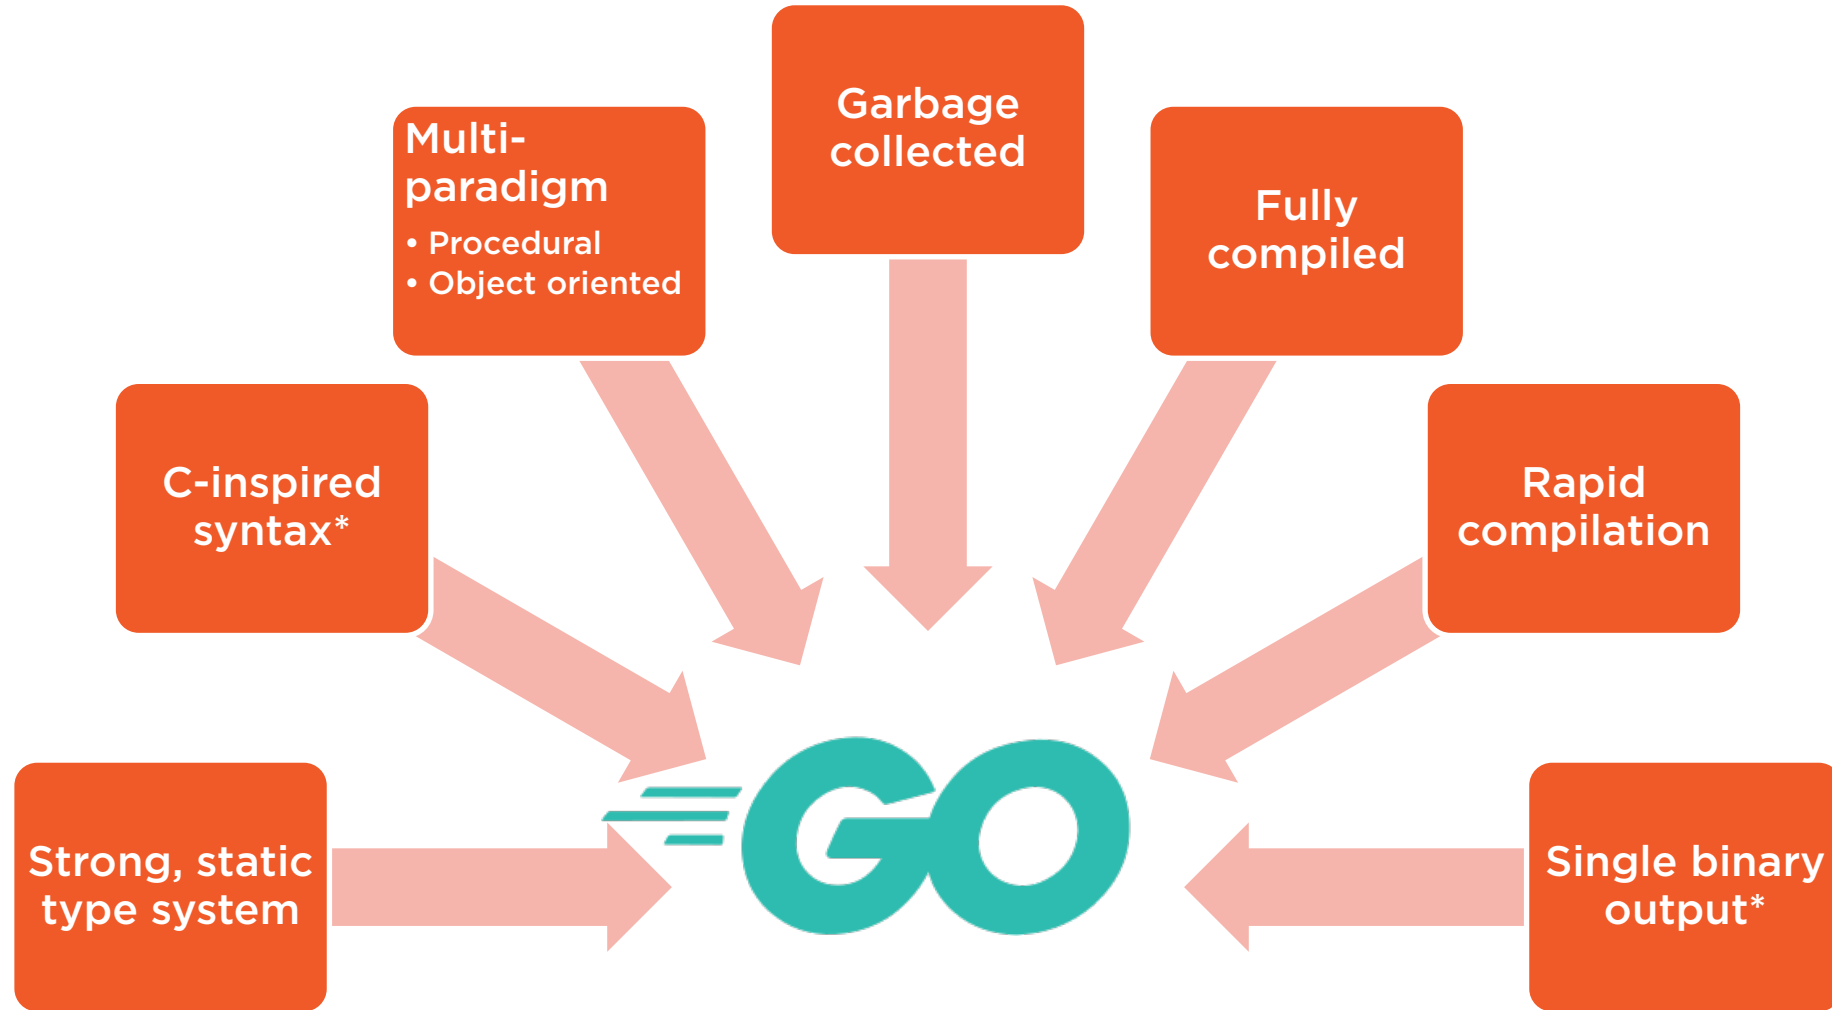 Garbage
collected
Multi-
paradigm
• Procedural
• Object oriented
Fully
compiled
C-inspired
syntax*
Rapid
compilation
GO
Strong, static
type system
Single binary
output*